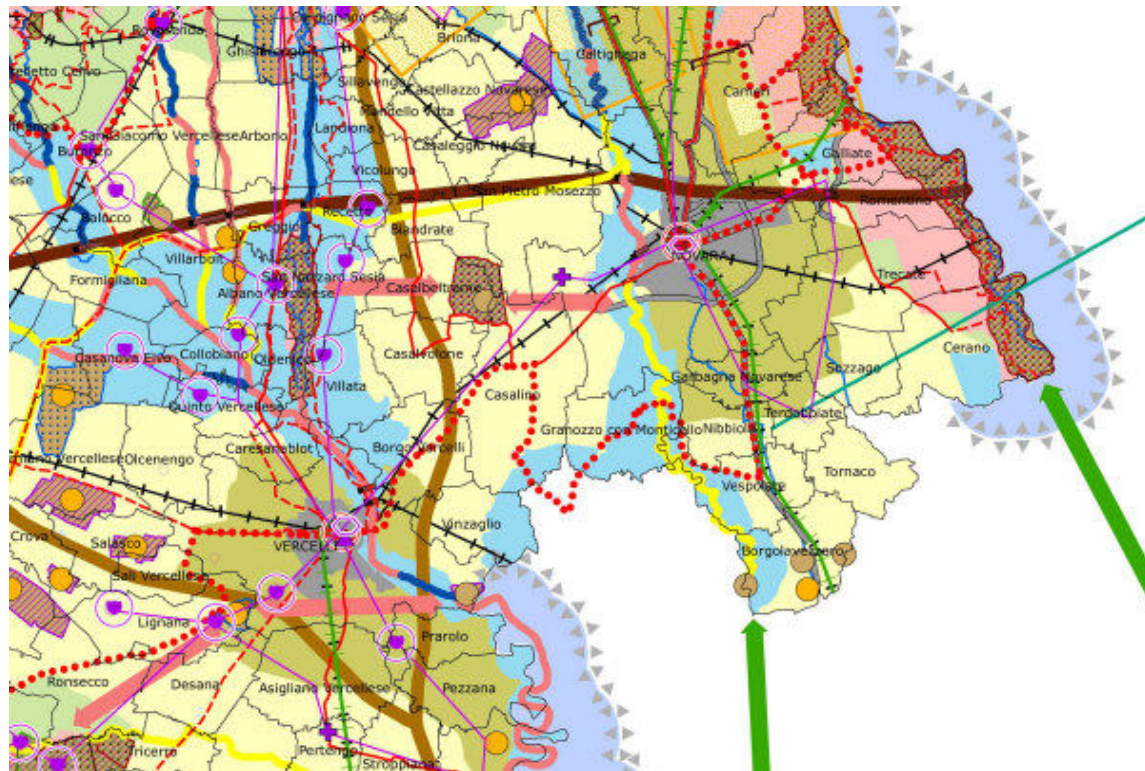 Rovasenda
Ghislarengo
Briona
Caltignaga
Sillavengo
Castellazzo Novarese
Cameri
Mandello Vitta
Landiona
San Giacomo Vercellese
Arborio
Casaleggio Novara
Buronzo
Galliate
Vicolungo
San Pietro Mosezzo
Romentino
Balocco
Recetto
Greggio
Biandrate
Villarboit
NOVARA
Formigliana
San Nazzaro Sesia
Trecate
Albano Vercellese
Casalbeltrame
Cerano
Casanova Elvo
Collobiano
Oldenico
Casalvolone
Sozzago
Villata
Garbagna Novarese
Quinto Vercellese
Casalino
Terdobbiate
Granozzo con Monticello
Nibbiola
Caresanablot
Borgo Vercelli
Olcenengo
Tornaco
Vespolate
Vinzaglio
Crova
Salasco
VERCELLI
Borgolavezzaro
Sali Vercellese
Lignana
Prarolo
Ronsecco
Desana
Asigliano Vercellese
Pezzana
Tricerro
Pertengo
Stroppiana